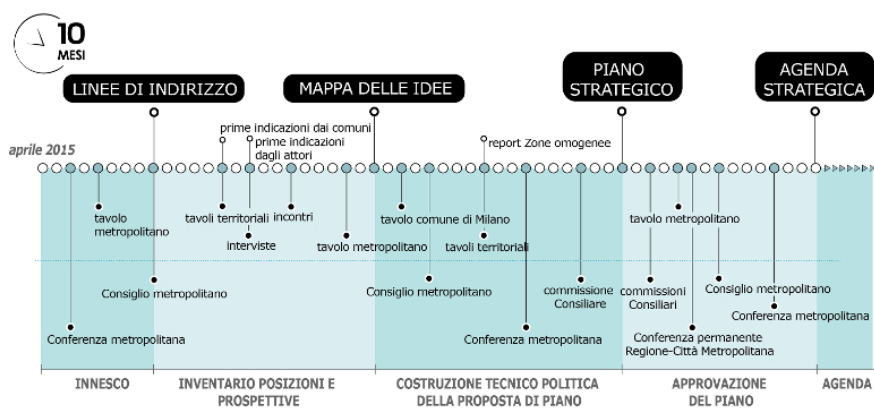 10
MESI
LINEE DI INDIRIZZO
MAPPA DELLE IDEE
PIANO
STRATEGICO
AGENDA
STRATEGICA
aprile 2015
prime indicazioni dai comuni
prime indicazioni
dagli attori
report Zone omogenee
tavolo
metropolitano
tavoli territoriali
incontri
interviste
tavolo metropolitano
tavolo comune di Milano
tavoli territoriali
tavolo metropolitano
Consiglio metropolitano
Consiglio metropolitano
commissione
Consiliare
commissioni
Consiliari
Consiglio metropolitano
Conferenza metropolitana
Conferenza metropolitana
Conferenza metropolitana
Conferenza permanente
Regione-Città Metropolitana
INNESCO
INVENTARIO POSIZIONI E
PROSPETTIVE
COSTRUZIONE TECNICO POLITICA
DELLA PROPOSTA DI PIANO
APPROVAZIONE
DEL PIANO
AGENDA